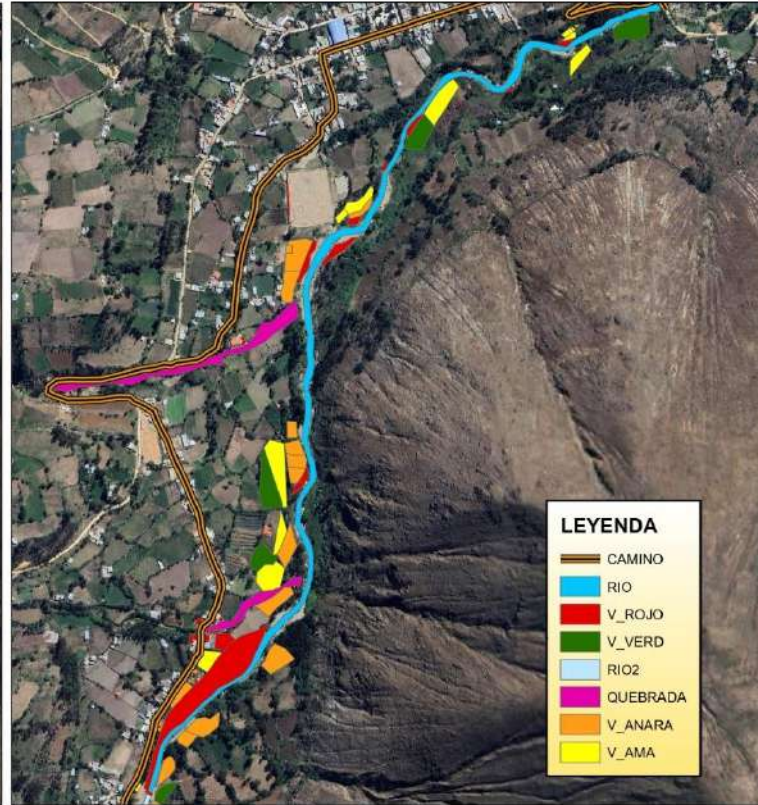 LEYENDA
CAMINO
RIO
V_ROJO
V_VERD
RIO2
QUEBRADA
V_ANARA
V_AMA